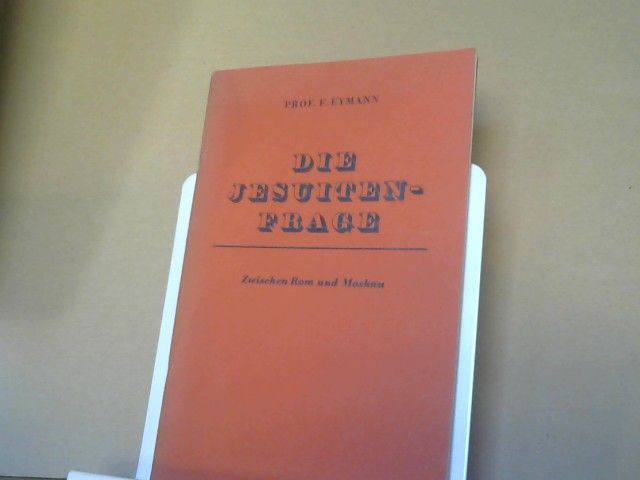 PROF. F. EYMANN
DIE
JESUITEN-
FRAGE
Zwischen Rom und Moskau